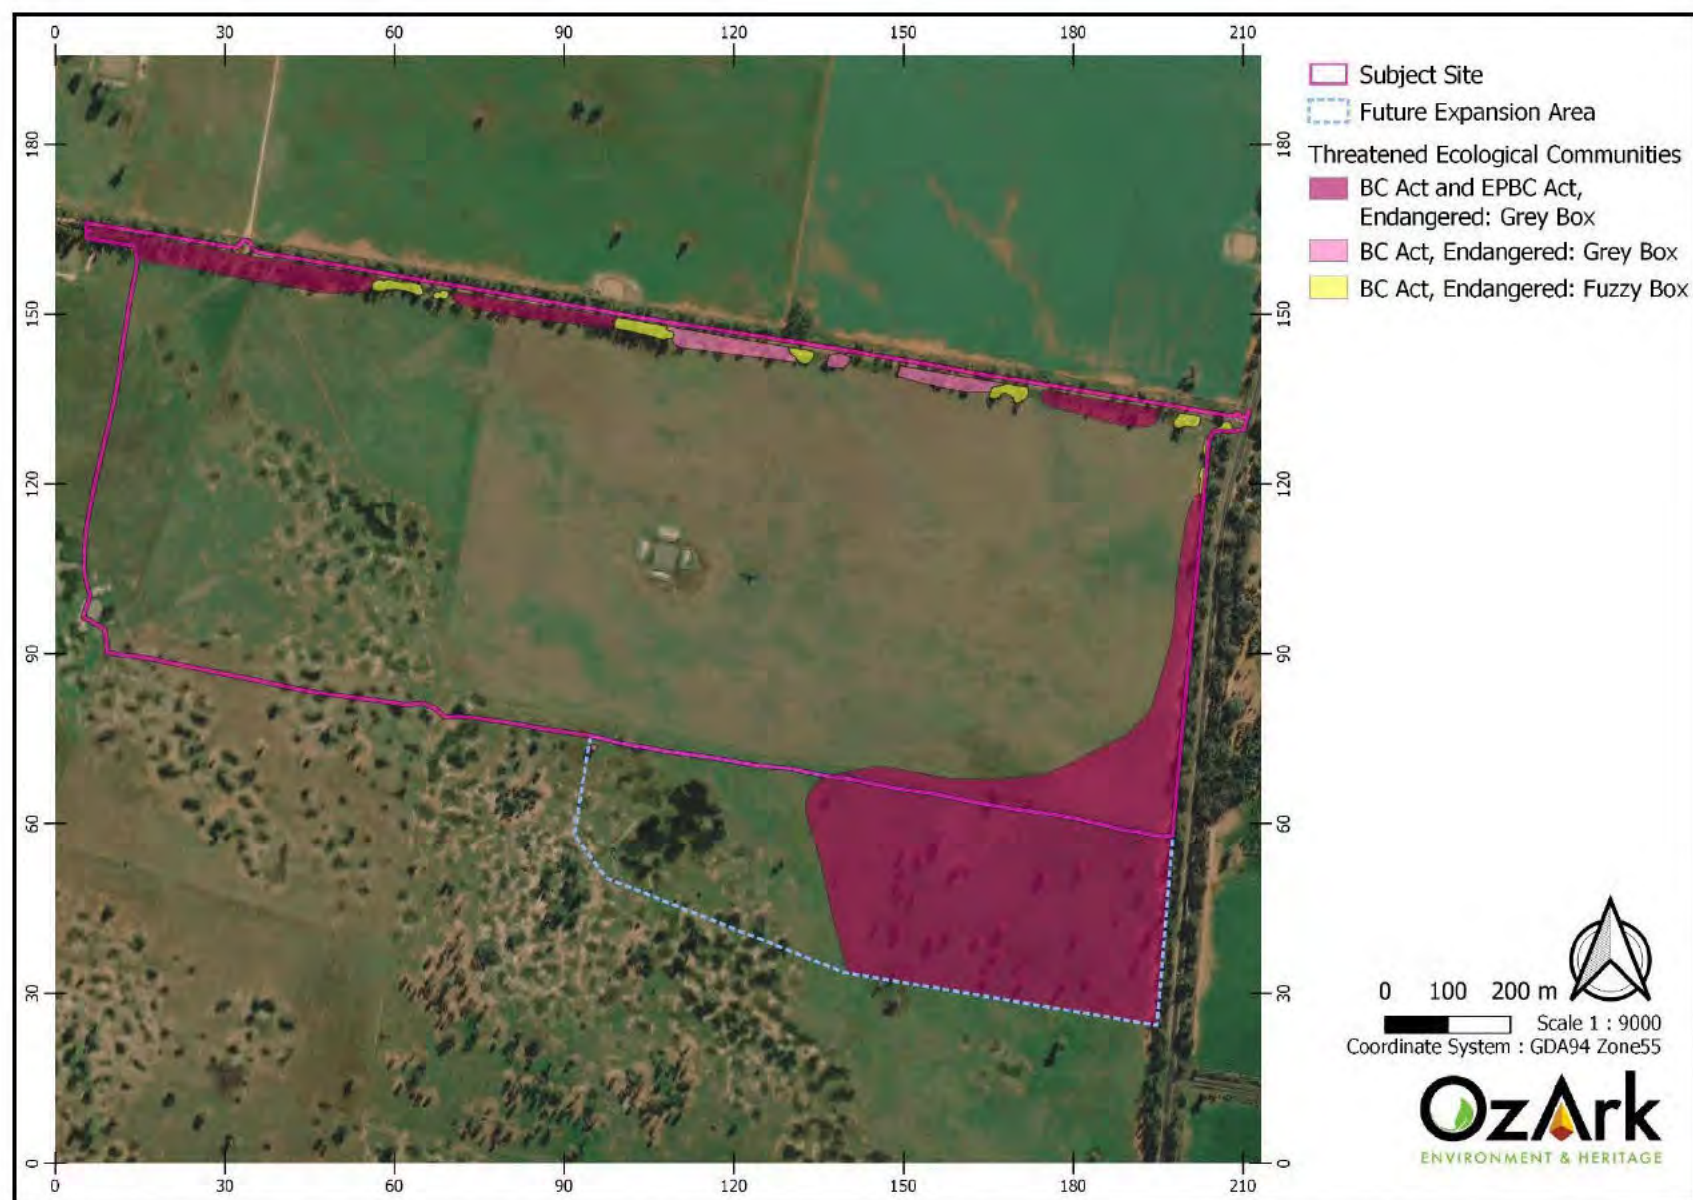 0 30 60 90 120 150 180 210
Subject Site
Future Expansion Area
Threatened Ecological Communities
BC Act and EPBC Act,
Endangered: Grey Box
BC Act, Endangered: Grey Box
BC Act, Endangered: Fuzzy Box
180 180
150 150
120 120
90 90
60 60
30 30
0 0
0 100 200 m
Scale 1 : 9000
Coordinate System : GDA94 Zone55
OzArk
ENVIRONMENT & HERITAGE
0 30 60 90 120 150 180 210